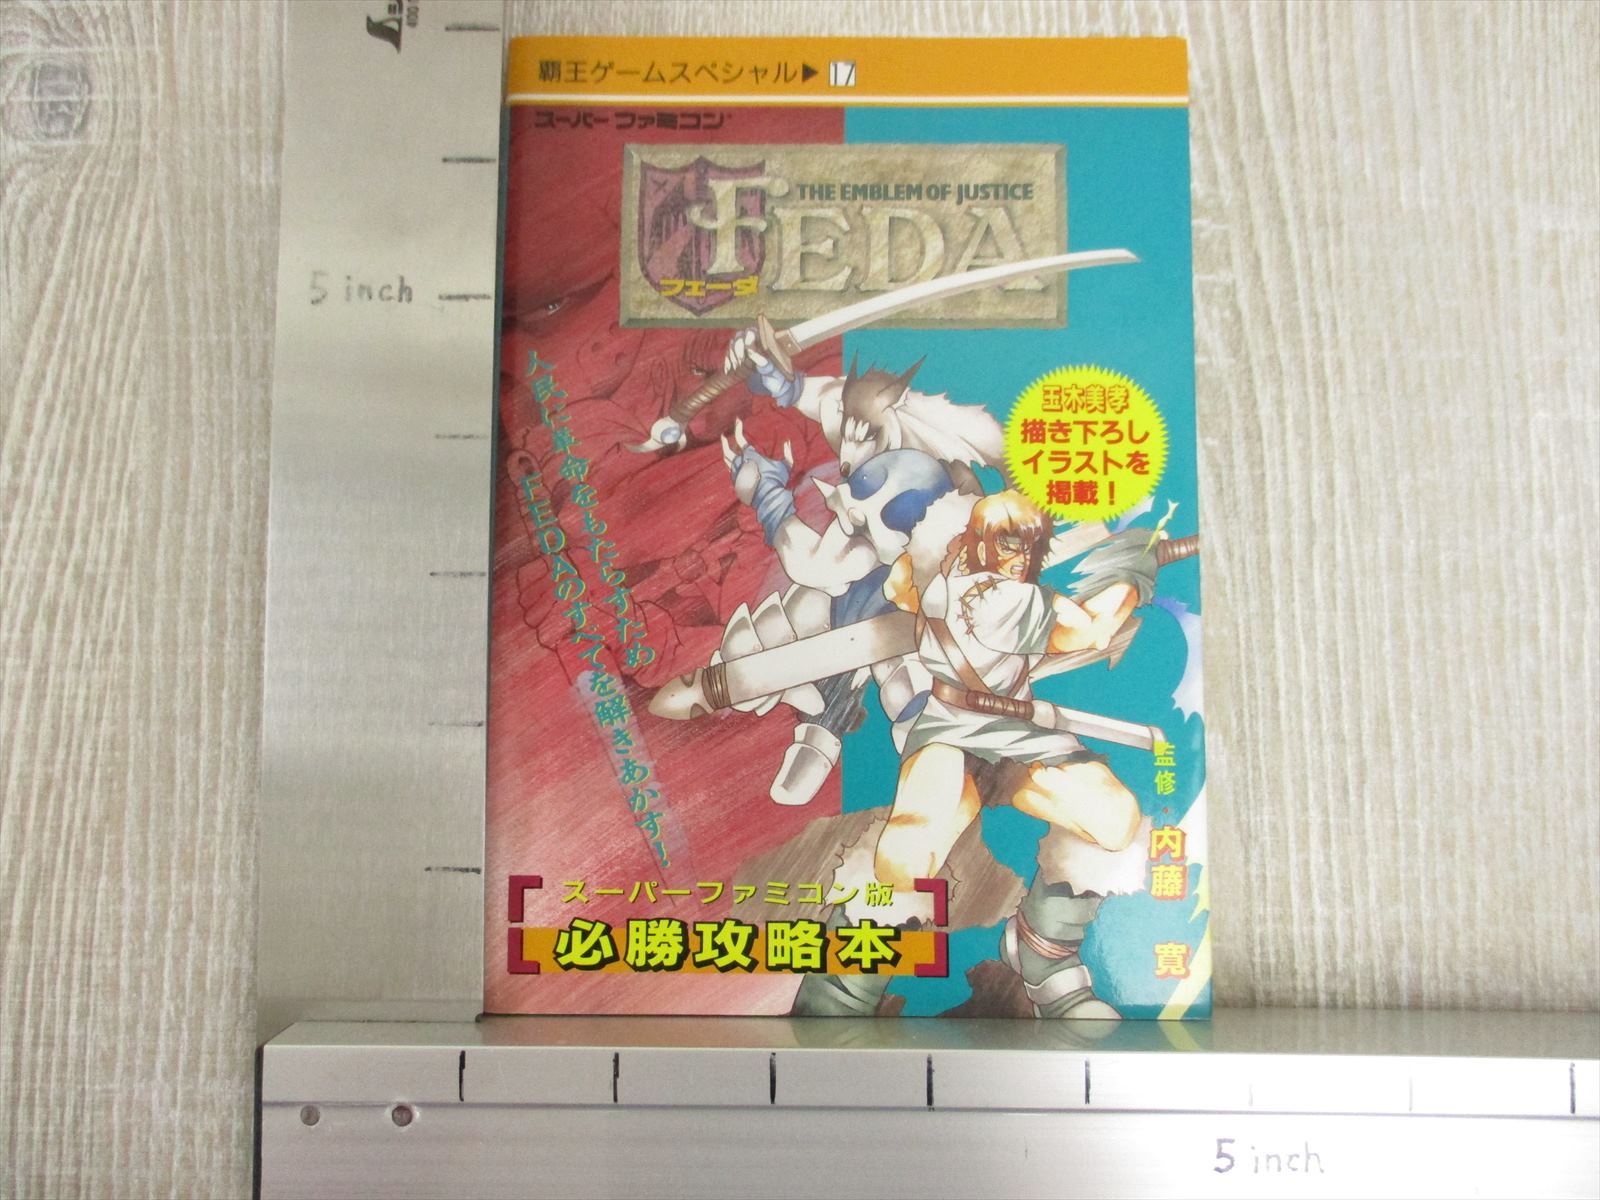 覇王ゲームスペシャル▶17
スーパーファミコン
THE EMBLEM OF JUSTICE
FEDA
フェーダ
5 inch
人民に革命をもたらすため
FEDAのすべてを解きあかす!
玉木美孝
描き下ろし
イラストを
掲載!
監修・内藤 寛
スーパーファミコン版
必勝攻略本
5 inch